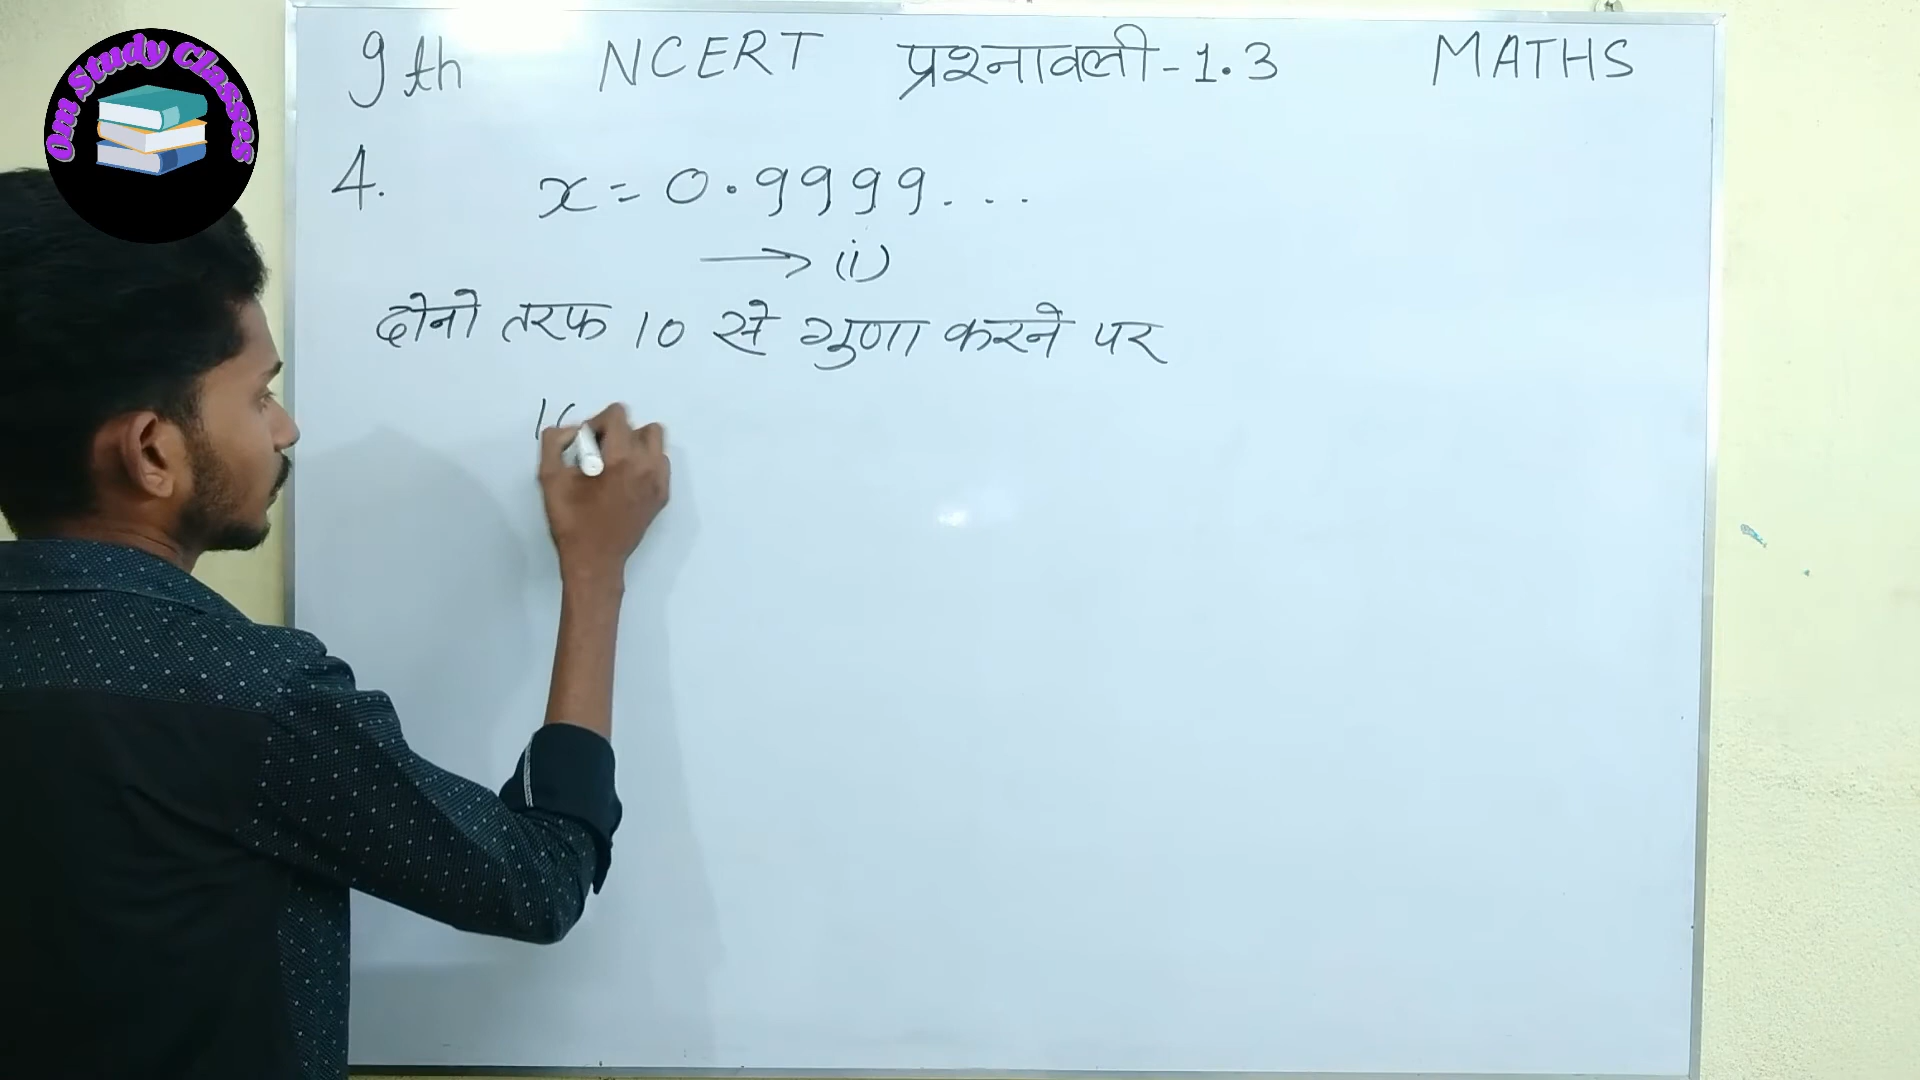 Om Study Classes
9th NCERT प्रश्नावली-1.3 MATHS
4. x = 0.9999...
→ (i)
दोनो तरफ 10 से गुणा करने पर